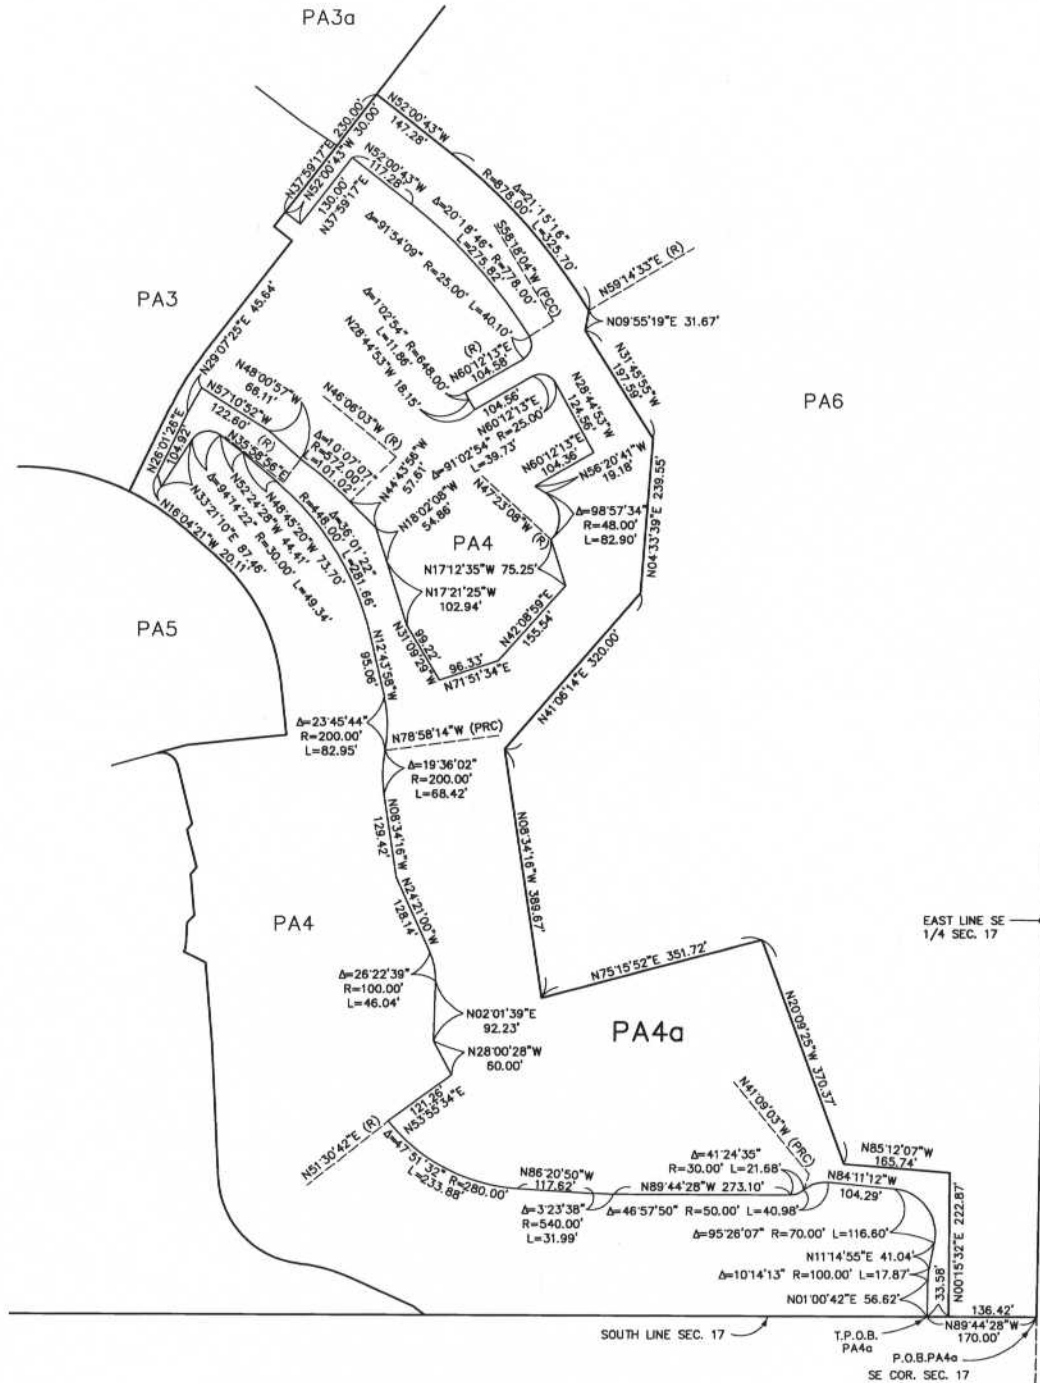 PA3a
N37°59'17"E 230.00'
N52°00'43"W 30.00'
N52°00'43"W
147.28'
N52°00'43"W
117.28'
130.00'
N37°59'17"E
Δ=21°15'16"
R=878.00' L=325.70'
Δ=20°18'46" R=778.00'
L=275.82'
S58°18'04"W (PCC)
Δ=91°54'09" R=25.00' L=40.10'
N59°14'33"E (R)
N09°55'19"E 31.67'
PA3
N29°07'25"E 45.64'
Δ=1°02'54" R=648.00'
L=11.86'
N28°44'53"W 18.15'
(R)
N60°12'13"E
104.58'
N31°45'55"W
197.59'
PA6
N48°00'57"W
66.11'
N57°10'52"W
122.60'
(R)
N46°06'03"W (R)
104.56'
N60°12'13"E
Δ=91°02'54" R=25.00'
L=39.73'
N28°44'53"W
124.56'
N60°12'13"E
104.36'
N56°20'41"W
19.18'
N26°01'26"E
104.92'
N35°58'56"E
Δ=10°07'07"
R=572.00'
L=101.02'
N44°43'56"W
57.61'
N18°02'08"W
54.86'
N47°23'08"W (R)
Δ=98°57'34"
R=48.00'
L=82.90'
N04°33'39"E 239.55'
N16°04'21"W 20.11'
N33°21'10"E 87.46'
Δ=94°14'22" R=30.00' L=49.34'
N52°24'28"W 44.41'
N48°45'20"W 73.70'
Δ=36°01'22"
R=448.00' L=281.66'
PA4
N17°12'35"W 75.25'
N17°21'25"W
102.94'
N42°08'59"E
155.54'
PA5
99.22'
N31°09'29"W
96.33'
N71°51'34"E
N12°43'58"W
95.06'
N41°06'14"E 320.00'
Δ=23°45'44"
R=200.00'
L=82.95'
N78°58'14"W (PRC)
Δ=19°36'02"
R=200.00'
L=68.42'
N08°34'16"W
129.42'
N08°34'16"W 389.67'
N24°21'00"W
128.14'
PA4
EAST LINE SE
1/4 SEC. 17
N75°15'52"E 351.72'
Δ=26°22'39"
R=100.00'
L=46.04'
N02°01'39"E
92.23'
N28°00'28"W
60.00'
PA4a
N20°09'25"W 370.37'
121.26'
N53°55'34"E
N51°30'42"E (R)
Δ=47°51'32" R=280.00'
L=233.88'
N41°09'03"W (PRC)
Δ=41°24'35"
R=30.00' L=21.68'
N85°12'07"W
165.74'
N86°20'50"W
117.62'
N89°44'28"W 273.10'
N84°11'12"W
104.29'
Δ=3°23'38"
R=540.00'
L=31.99'
Δ=46°57'50" R=50.00' L=40.98'
Δ=95°26'07" R=70.00' L=116.60'
N11°14'55"E 41.04'
Δ=10°14'13" R=100.00' L=17.87'
N01°00'42"E 56.62'
33.58'
N00°15'32"E 222.87'
136.42'
N89°44'28"W
170.00'
SOUTH LINE SEC. 17
T.P.O.B.
PA4a
P.O.B.PA4a
SE COR. SEC. 17